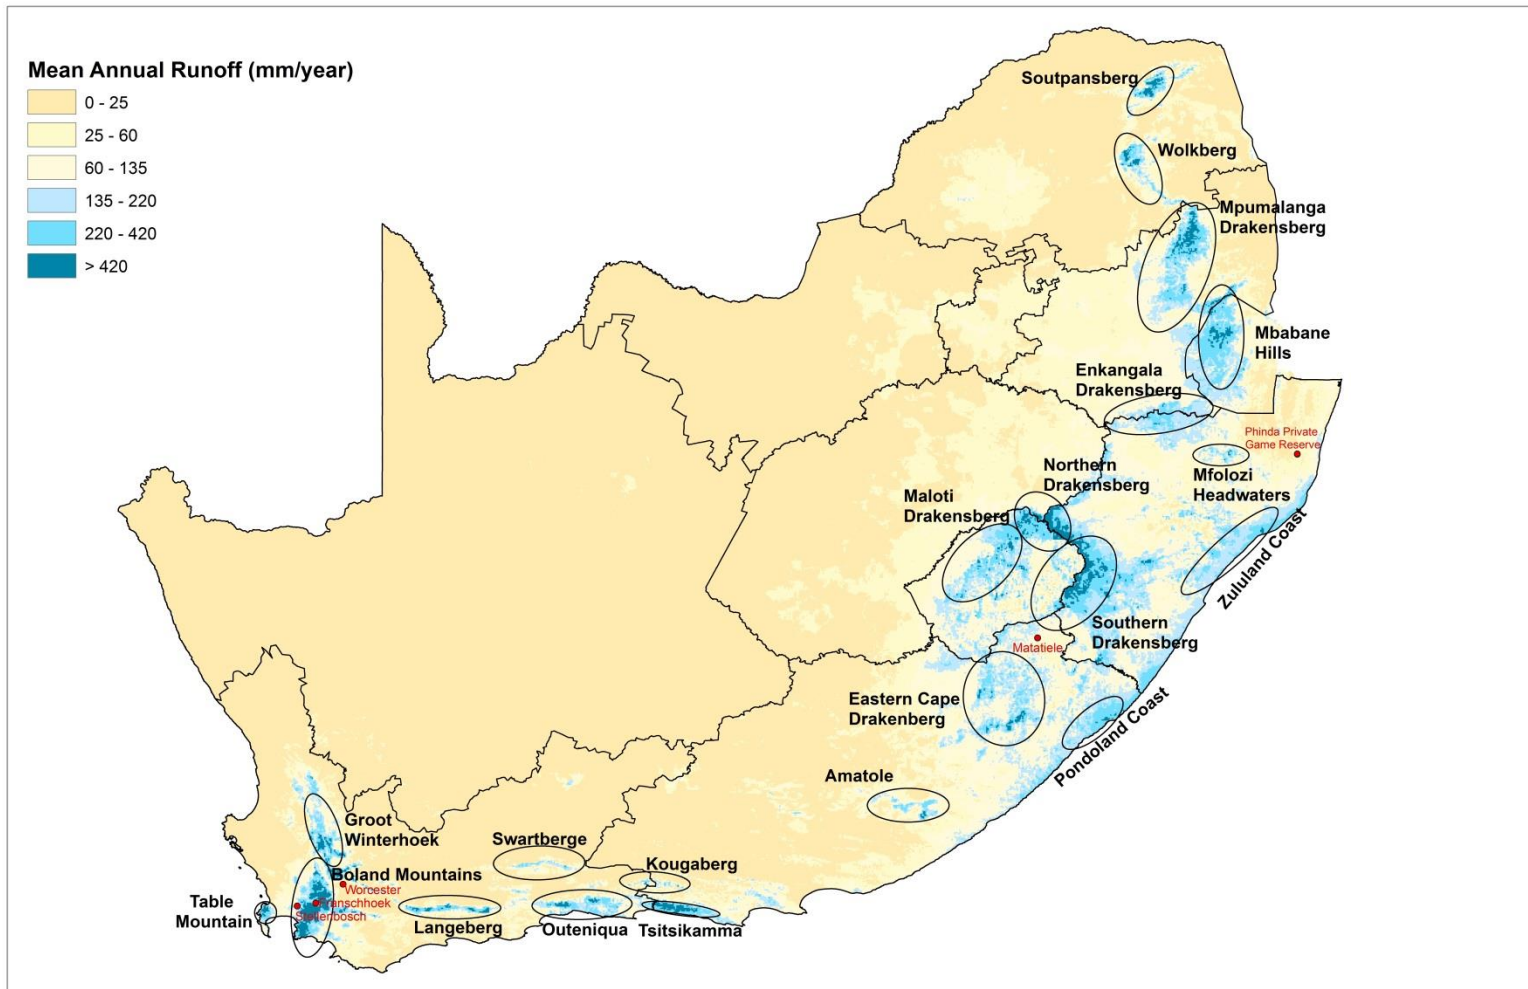 Mean Annual Runoff (mm/year)
0 - 25
25 - 60
60 - 135
135 - 220
220 - 420
> 420
Soutpansberg
Wolkberg
Mpumalanga
Drakensberg
Mbabane
Hills
Enkangala
Drakensberg
Phinda Private
Game Reserve
Mfolozi
Headwaters
Northern
Drakensberg
Maloti
Drakensberg
Zululand Coast
Southern
Drakensberg
Matatiele
Eastern Cape
Drakenberg
Pondoland Coast
Amatole
Groot
Winterhoek
Swartberge
Kougaberg
Boland Mountains
Worcester
Franschhoek
Stellenbosch
Table
Mountain
Langeberg
Outeniqua
Tsitsikamma